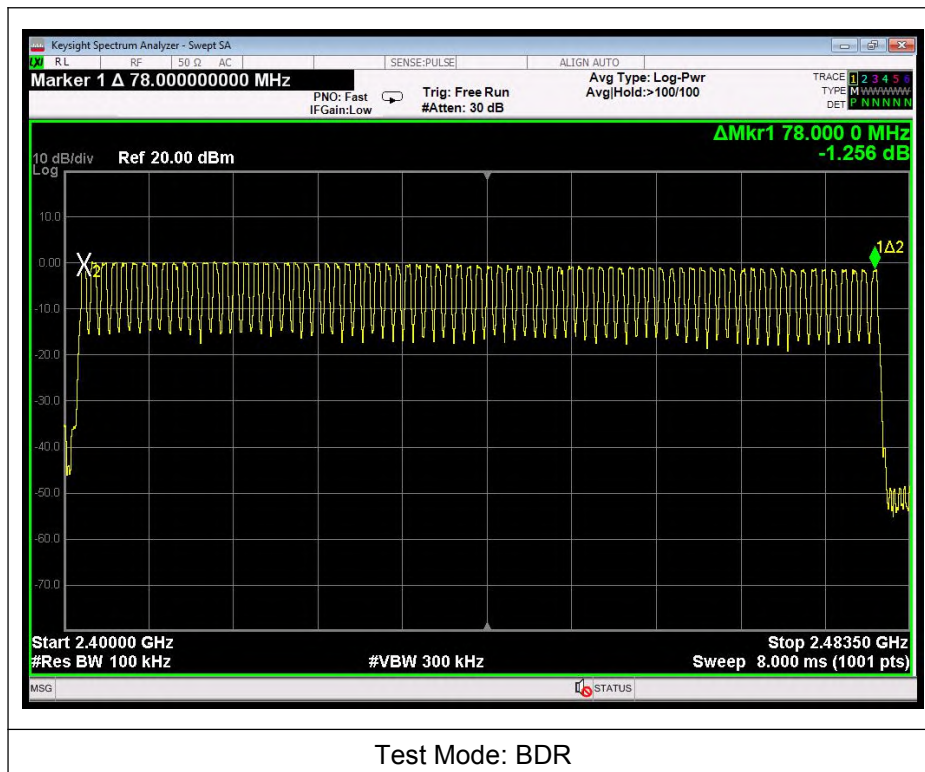 Keysight Spectrum Analyzer - Swept SA
LXI RL RF 50 Ω AC SENSE:PULSE ALIGN AUTO
Marker 1 Δ 78.000000000 MHz
PNO: Fast
IFGain:Low
Trig: Free Run
#Atten: 30 dB
Avg Type: Log-Pwr
Avg|Hold:>100/100
TRACE 1 2 3 4 5 6
TYPE M WWWWW
DET P N N N N N
ΔMkr1 78.000 0 MHz
-1.256 dB
10 dB/div Ref 20.00 dBm
Log
10.0
0.00
X2
1Δ2
-10.0
-20.0
-30.0
-40.0
-50.0
-60.0
-70.0
Start 2.40000 GHz Stop 2.48350 GHz
#Res BW 100 kHz #VBW 300 kHz Sweep 8.000 ms (1001 pts)
MSG STATUS
Test Mode: BDR